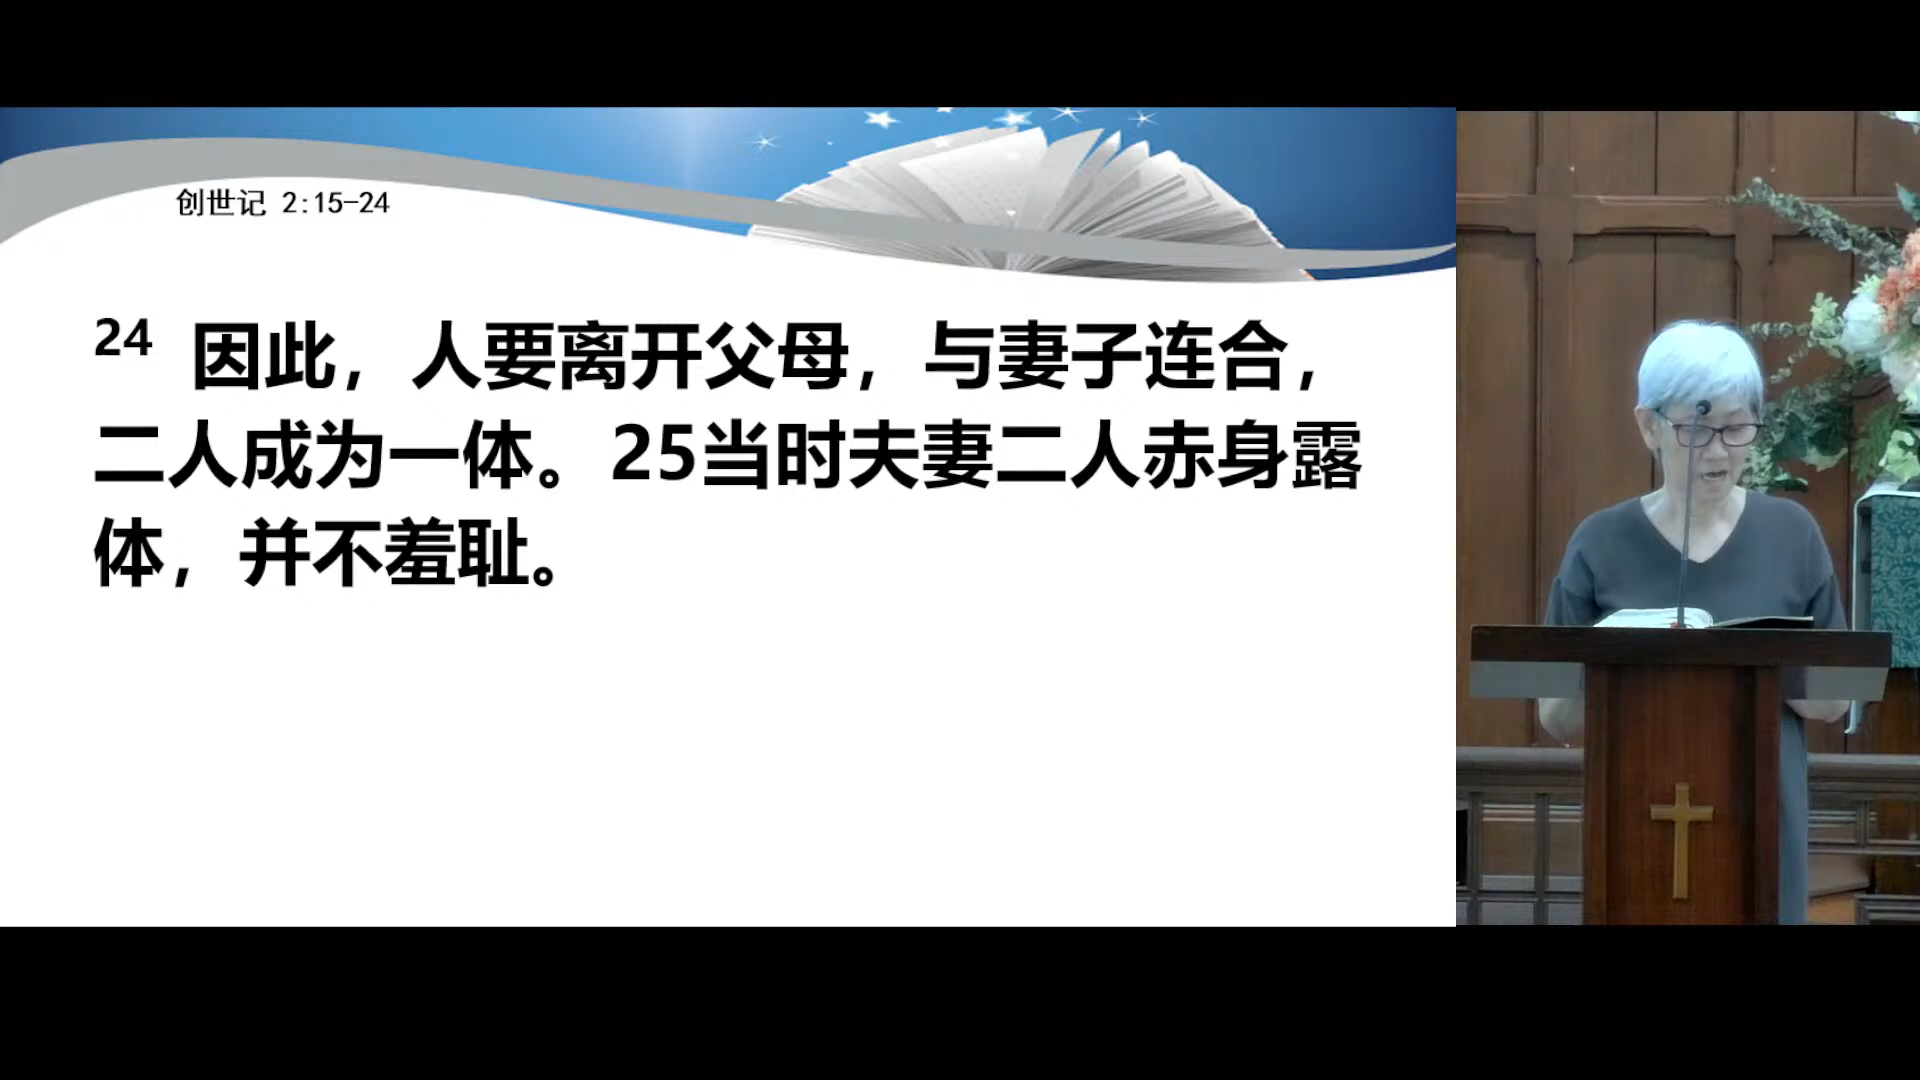 创世记 2:15-24
24 因此，人要离开父母，与妻子连合，
二人成为一体。25当时夫妻二人赤身露
体，并不羞耻。